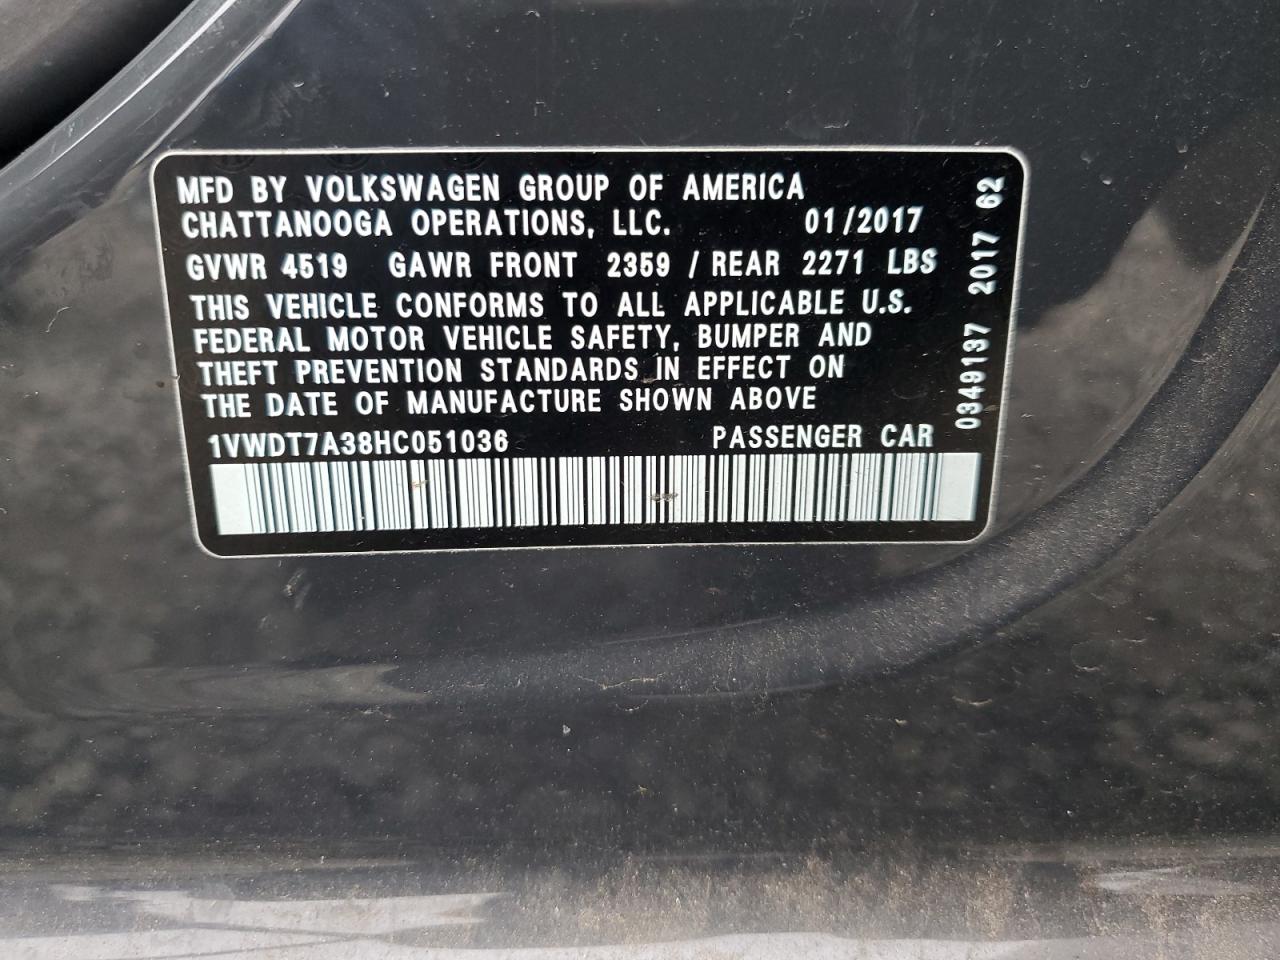 MFD BY VOLKSWAGEN GROUP OF AMERICA
CHATTANOOGA OPERATIONS, LLC. 01/2017
GVWR 4519 GAWR FRONT 2359 / REAR 2271 LBS
THIS VEHICLE CONFORMS TO ALL APPLICABLE U.S.
FEDERAL MOTOR VEHICLE SAFETY, BUMPER AND
THEFT PREVENTION STANDARDS IN EFFECT ON
THE DATE OF MANUFACTURE SHOWN ABOVE
1VWDT7A38HC051036 PASSENGER CAR
0349137 2017 62